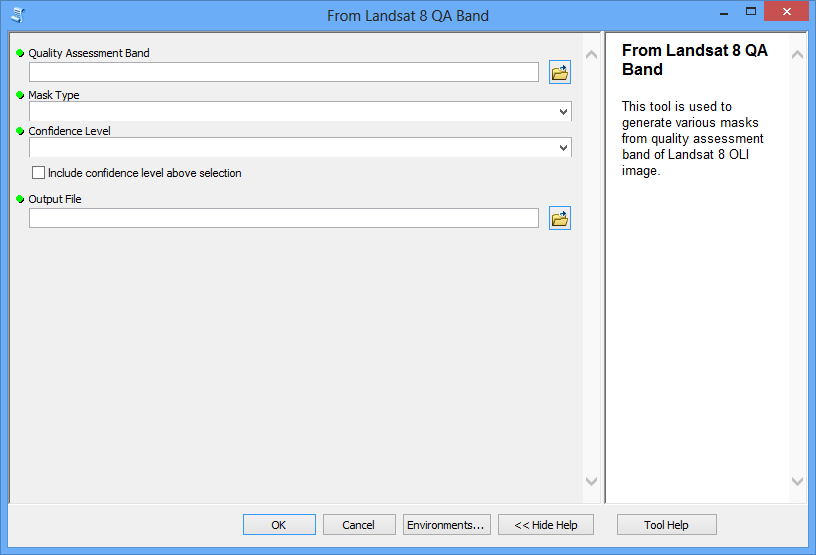 From Landsat 8 QA Band
Quality Assessment Band
Mask Type
Confidence Level
Include confidence level above selection
Output File
From Landsat 8 QA
Band
This tool is used to
generate various masks
from quality assessment
band of Landsat 8 OLI
image.
OK
Cancel
Environments...
<< Hide Help
Tool Help